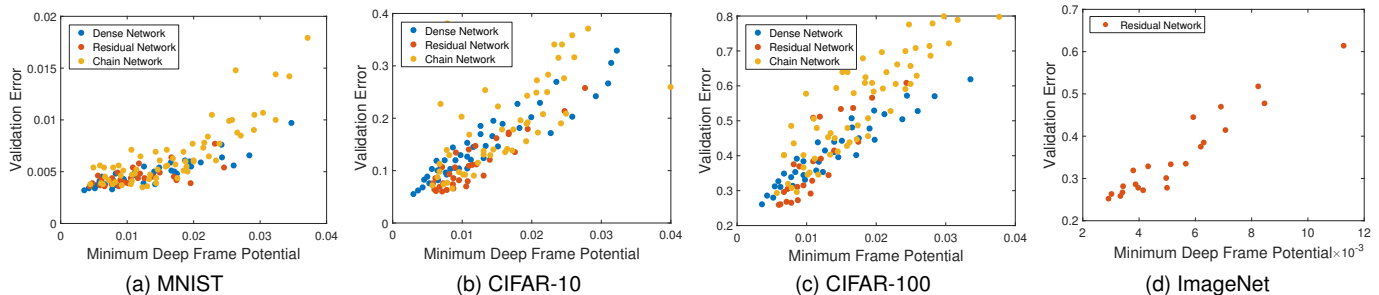 0.02
0.015
0.01
0.005
0
0 0.01 0.02 0.03 0.04
Validation Error
Minimum Deep Frame Potential
Dense Network
Residual Network
Chain Network
(a) MNIST
0.4
0.3
0.2
0.1
0
0 0.01 0.02 0.03 0.04
Validation Error
Minimum Deep Frame Potential
Dense Network
Residual Network
Chain Network
(b) CIFAR-10
0.8
0.7
0.6
0.5
0.4
0.3
0.2
0 0.01 0.02 0.03 0.04
Validation Error
Minimum Frame Potential
Dense Network
Residual Network
Chain Network
(c) CIFAR-100
0.7
0.6
0.5
0.4
0.3
0.2
2 4 6 8 10 12
Validation Error
Minimum Deep Frame Potential×10⁻³
Residual Network
(d) ImageNet